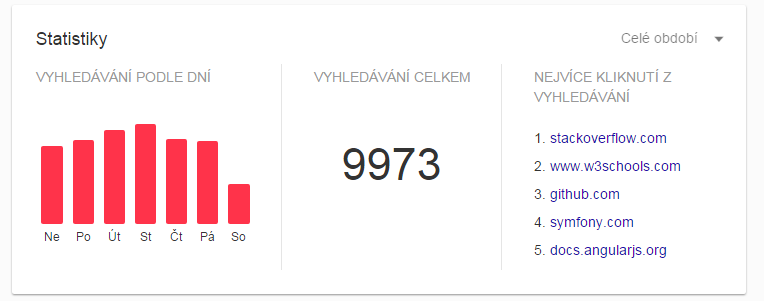 Statistiky
Celé období
VYHLEDÁVÁNÍ PODLE DNÍ
Ne Po Út St Čt Pá So
VYHLEDÁVÁNÍ CELKEM
9973
NEJVÍCE KLIKNUTÍ Z
VYHLEDÁVÁNÍ
1. stackoverflow.com
2. www.w3schools.com
3. github.com
4. symfony.com
5. docs.angularjs.org